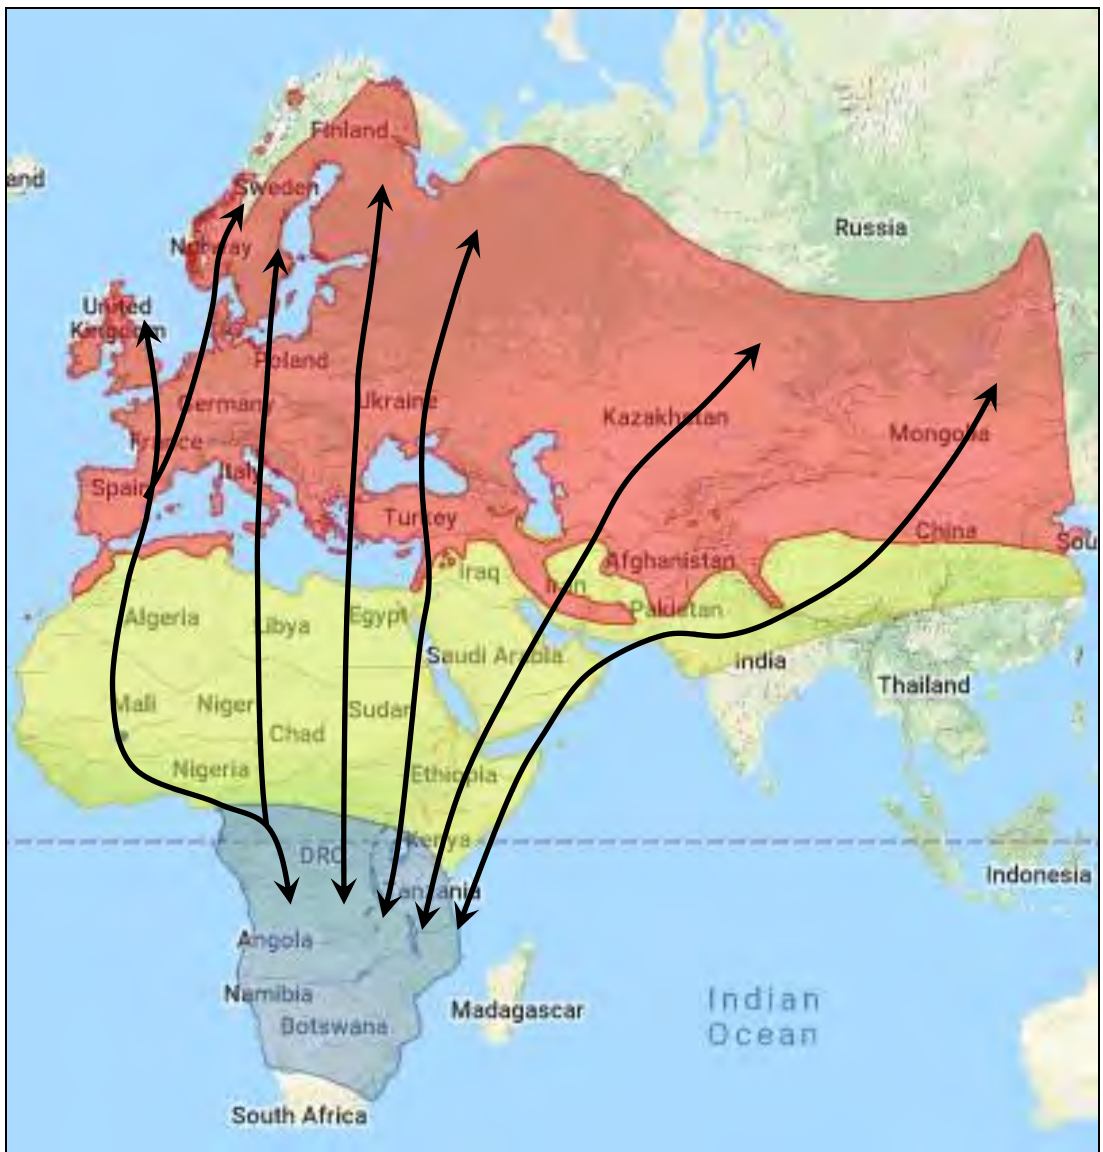 Finland
and
Sweden
Russia
Norway
United
Kingdom
Poland
Germany
Ukraine
Kazakhstan
France
Mongolia
Italy
Spain
Turkey
China
Sou
Afghanistan
Iraq
Iran
Pakistan
Algeria
Libya
Egypt
Saudi Arabia
India
Thailand
Mali
Niger
Sudan
Chad
Nigeria
Ethiopia
Kenya
DRC
Indonesia
Tanzania
Angola
Namibia
Madagascar
Indian
Ocean
Botswana
South Africa